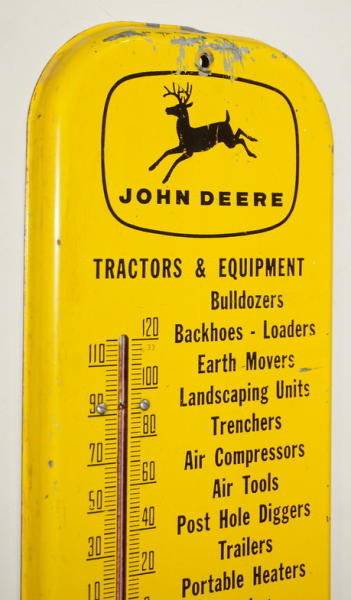 JOHN DEERE
TRACTORS & EQUIPMENT
Bulldozers
Backhoes - Loaders
Earth Movers
Landscaping Units
Trenchers
Air Compressors
Air Tools
Post Hole Diggers
Trailers
Portable Heaters
120
110
100
90
80
70
60
50
40
30
20
10